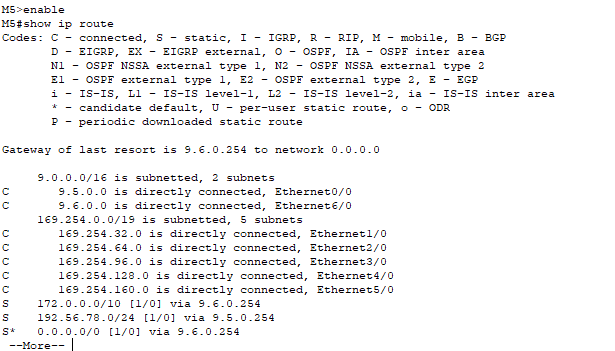 M5>enable
M5#show ip route
Codes: C - connected, S - static, I - IGRP, R - RIP, M - mobile, B - BGP
       D - EIGRP, EX - EIGRP external, O - OSPF, IA - OSPF inter area
       N1 - OSPF NSSA external type 1, N2 - OSPF NSSA external type 2
       E1 - OSPF external type 1, E2 - OSPF external type 2, E - EGP
       i - IS-IS, L1 - IS-IS level-1, L2 - IS-IS level-2, ia - IS-IS inter area
       * - candidate default, U - per-user static route, o - ODR
       P - periodic downloaded static route
Gateway of last resort is 9.6.0.254 to network 0.0.0.0
     9.0.0.0/16 is subnetted, 2 subnets
C       9.5.0.0 is directly connected, Ethernet0/0
C       9.6.0.0 is directly connected, Ethernet6/0
     169.254.0.0/19 is subnetted, 5 subnets
C       169.254.32.0 is directly connected, Ethernet1/0
C       169.254.64.0 is directly connected, Ethernet2/0
C       169.254.96.0 is directly connected, Ethernet3/0
C       169.254.128.0 is directly connected, Ethernet4/0
C       169.254.160.0 is directly connected, Ethernet5/0
S    172.0.0.0/10 [1/0] via 9.6.0.254
S    192.56.78.0/24 [1/0] via 9.5.0.254
S*   0.0.0.0/0 [1/0] via 9.6.0.254
 --More--